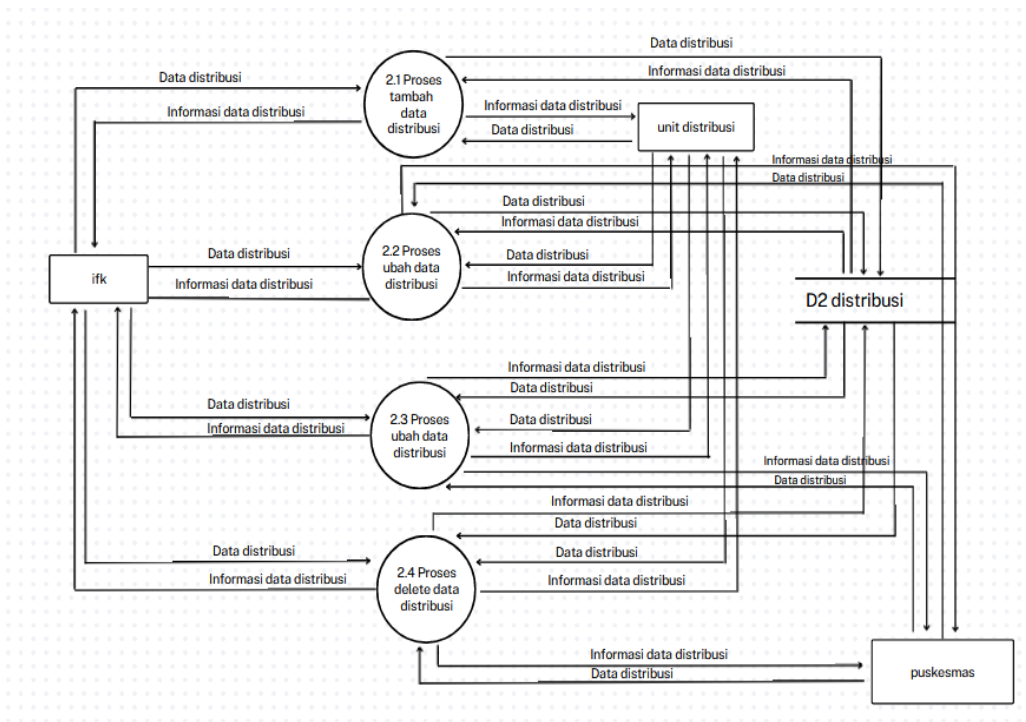 Data distribusi
Informasi data distribusi
Data distribusi
2.1 Proses
tambah
data
distribusi
Informasi data distribusi
Informasi data distribusi
Data distribusi
unit distribusi
Informasi data distribusi
Data distribusi
Data distribusi
Informasi data distribusi
2.2 Proses
ubah data
distribusi
Data distribusi
Data distribusi
Informasi data distribusi
Informasi data distribusi
ifk
D2 distribusi
Informasi data distribusi
Data distribusi
2.3 Proses
ubah data
distribusi
Data distribusi
Informasi data distribusi
Data distribusi
Informasi data distribusi
Informasi data distribusi
Data distribusi
Informasi data distribusi
Data distribusi
Data distribusi
Data distribusi
2.4 Proses
delete data
distribusi
Informasi data distribusi
Informasi data distribusi
Informasi data distribusi
Data distribusi
puskesmas